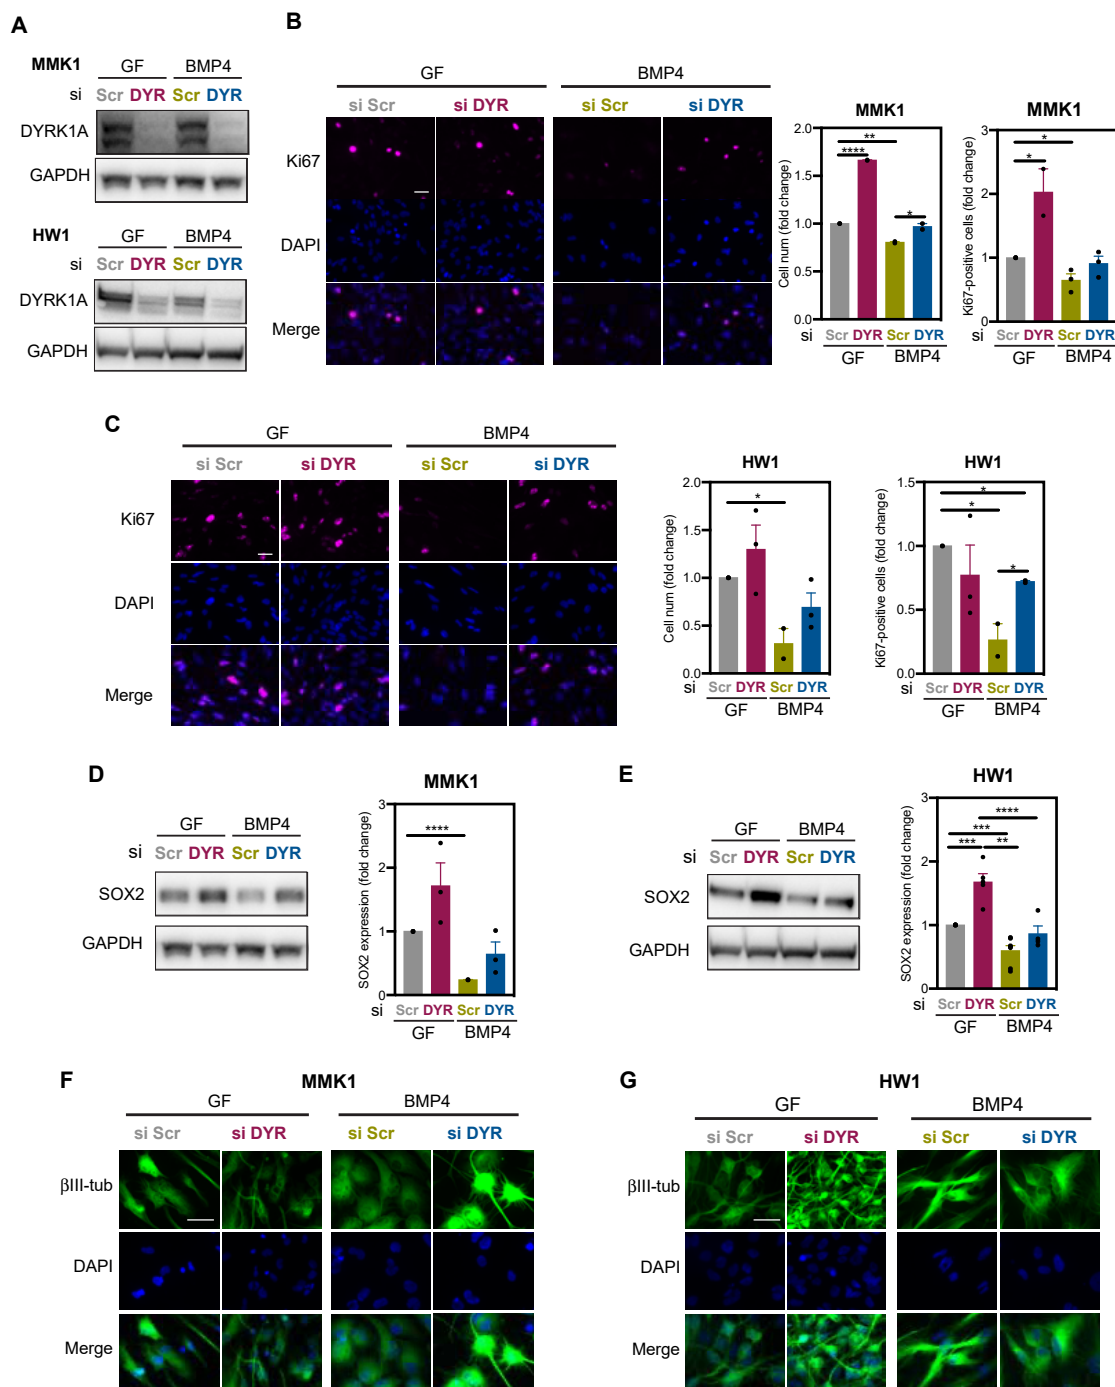 A
MMK1
GF BMP4
si Scr DYR Scr DYR
DYRK1A
GAPDH
HW1
GF BMP4
si Scr DYR Scr DYR
DYRK1A
GAPDH
B
GF BMP4
si Scr si DYR si Scr si DYR
Ki67
DAPI
Merge
MMK1
Cell num (fold change)
2.0
1.5
1.0
0.5
0.0
** 
****
*
si Scr DYR Scr DYR
GF BMP4
MMK1
Ki67-positive cells (fold change)
3
2
1
0
*
*
si Scr DYR Scr DYR
GF BMP4
C
GF BMP4
si Scr si DYR si Scr si DYR
Ki67
DAPI
Merge
HW1
Cell num (fold change)
2.0
1.5
1.0
0.5
0.0
*
si Scr DYR Scr DYR
GF BMP4
HW1
Ki67-positive cells (fold change)
1.5
1.0
0.5
0.0
*
*
*
si Scr DYR Scr DYR
GF BMP4
D
GF BMP4
si Scr DYR Scr DYR
SOX2
GAPDH
MMK1
SOX2 expression (fold change)
3
2
1
0
****
si Scr DYR Scr DYR
GF BMP4
E
GF BMP4
si Scr DYR Scr DYR
SOX2
GAPDH
HW1
SOX2 expression (fold change)
3
2
1
0
****
***
*** **
si Scr DYR Scr DYR
GF BMP4
F
MMK1
GF BMP4
si Scr si DYR si Scr si DYR
βIII-tub
DAPI
Merge
G
HW1
GF BMP4
si Scr si DYR si Scr si DYR
βIII-tub
DAPI
Merge